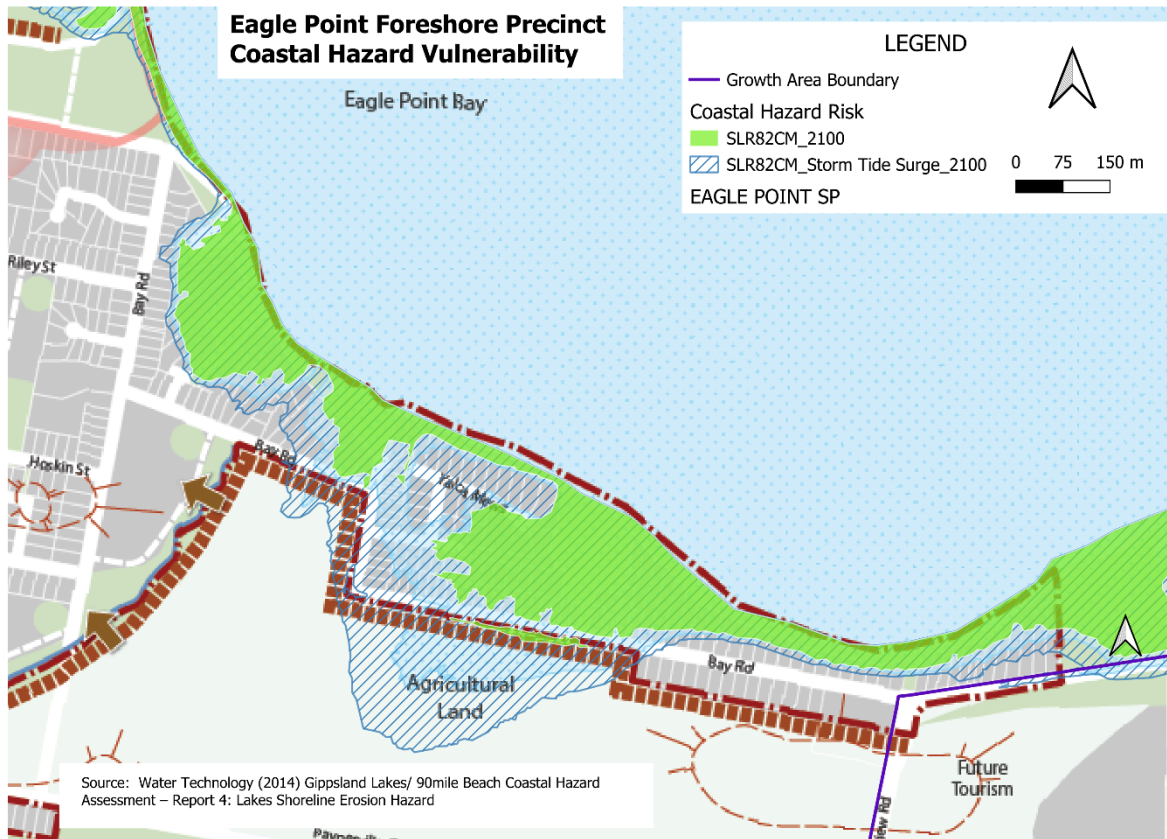 Eagle Point Foreshore Precinct
Coastal Hazard Vulnerability
Eagle Point Bay
LEGEND
Growth Area Boundary
Coastal Hazard Risk
SLR82CM_2100
SLR82CM_Storm Tide Surge_2100
0 75 150 m
EAGLE POINT SP
Riley St
Bay Rd
Bay Rd
Hoskin St
Bay Rd
Agricultural
Land
Future
Tourism
Source: Water Technology (2014) Gippsland Lakes/ 90mile Beach Coastal Hazard
Assessment – Report 4: Lakes Shoreline Erosion Hazard